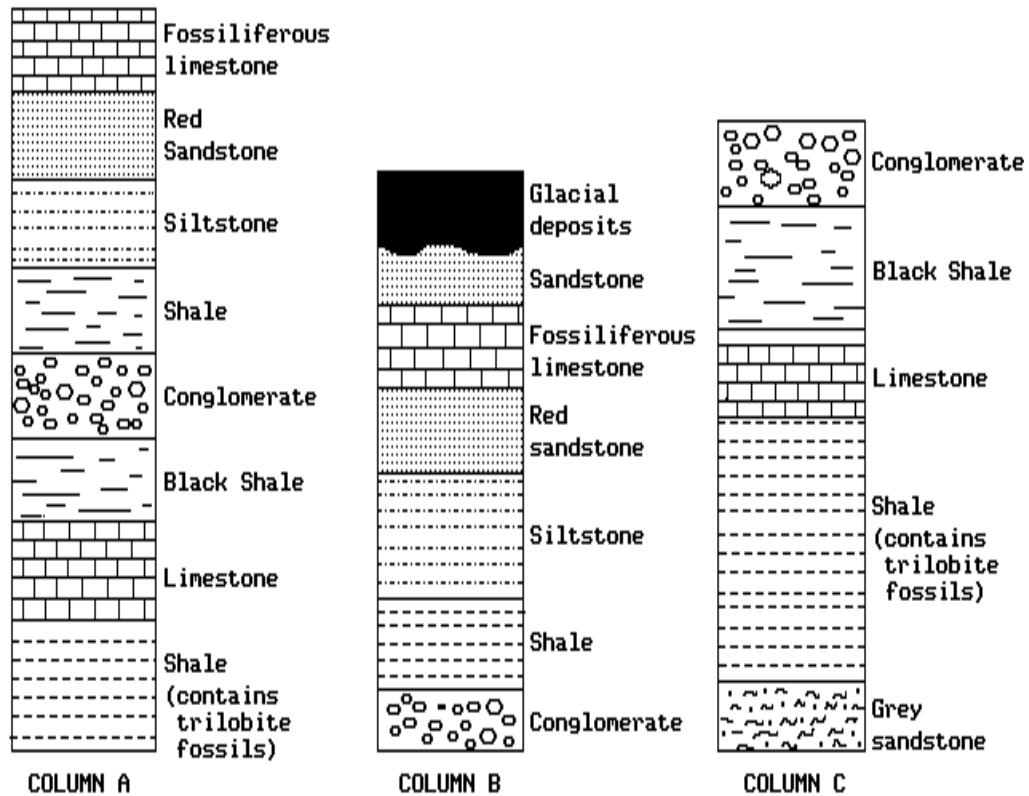 Fossiliferous
limestone
Red
Sandstone
Siltstone
Shale
Conglomerate
Black Shale
Limestone
Shale
(contains
trilobite
fossils)
COLUMN A
Glacial
deposits
Sandstone
Fossiliferous
limestone
Red
sandstone
Siltstone
Shale
Conglomerate
COLUMN B
Conglomerate
Black Shale
Limestone
Shale
(contains
trilobite
fossils)
Grey
sandstone
COLUMN C